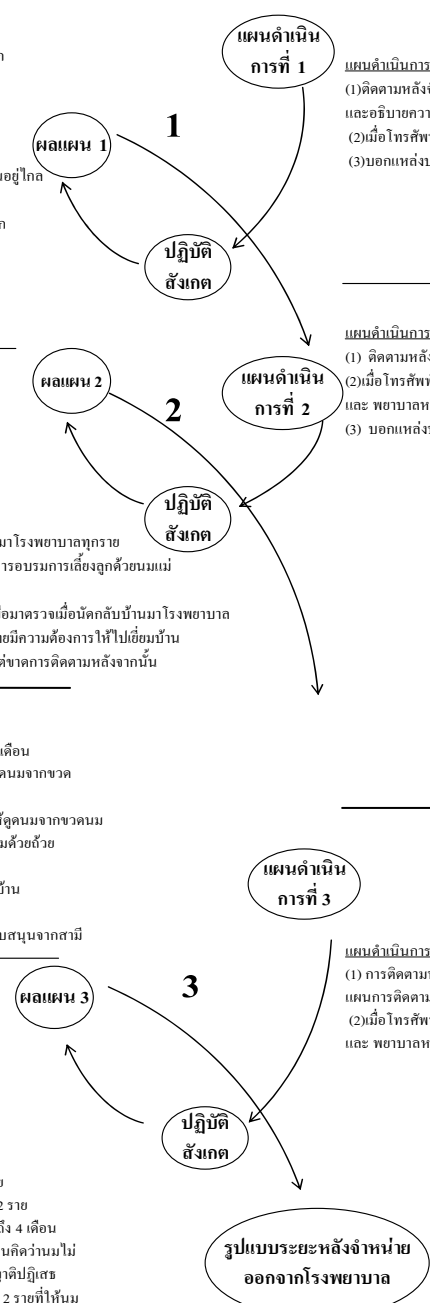 แผนดำเนิน
การที่ 1
แผนดำเนินการ
(1)ติดตามหลัง
และอธิบาย
(2)เมื่อ
(3)บอกแหล่ง
1
ผลแผน 1
อยู่ไกล
ปฏิบัติ
สังเกต
แผนดำเนินการ
(1) ติดตามหลัง
(2)เมื่อ
และ พยาบาล
(3) บอกแหล่ง
แผนดำเนิน
การที่ 2
ผลแผน 2
2
ปฏิบัติ
สังเกต
มาโรงพยาบาลทุกราย
ารอบรมการเลี้ยงลูกด้วยนมแม่
มาตรวจเมื่อนัดกลับบ้านมาโรงพยาบาล
ายมีความต้องการให้ไปเยี่ยมบ้าน
ต่ขาดการติดตามหลังจากนั้น
เดือน
ดนมจากขวด
ดูดนมจากขวดนม
มด้วยถ้วย
บ้าน
บสนุนจากสามี
แผนดำเนิน
การที่ 3
แผนดำเนินการ
(1) การติดตาม
แผนการติดตาม
(2)เมื่อ
และ พยาบาล
3
ผลแผน 3
ปฏิบัติ
สังเกต
2 ราย
ถึง 4 เดือน
นคิดว่านมไม่
ญาติปฏิเสธ
2 รายที่ให้นม
รูปแบบระยะหลังจำหน่าย
ออกจากโรงพยาบาล